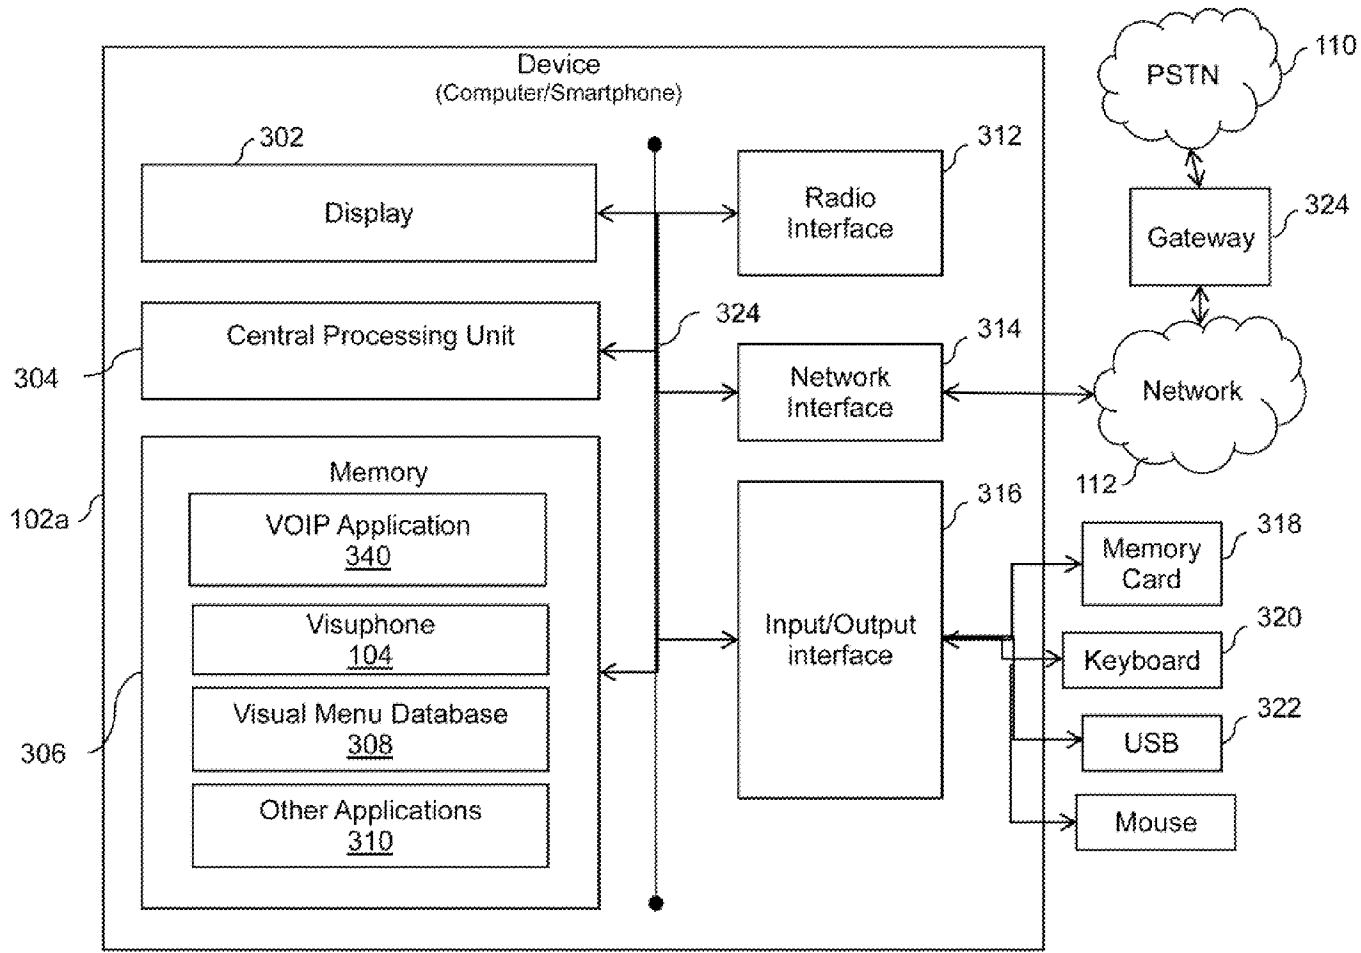 Device
(Computer/Smartphone)
PSTN
110
302
Display
312
Radio
Interface
Gateway
324
304
Central Processing Unit
324
314
Network
Interface
Network
112
102a
306
Memory
VOIP Application
340
Visuphone
104
Visual Menu Database
308
Other Applications
310
316
Input/Output
interface
318
Memory
Card
320
Keyboard
322
USB
Mouse